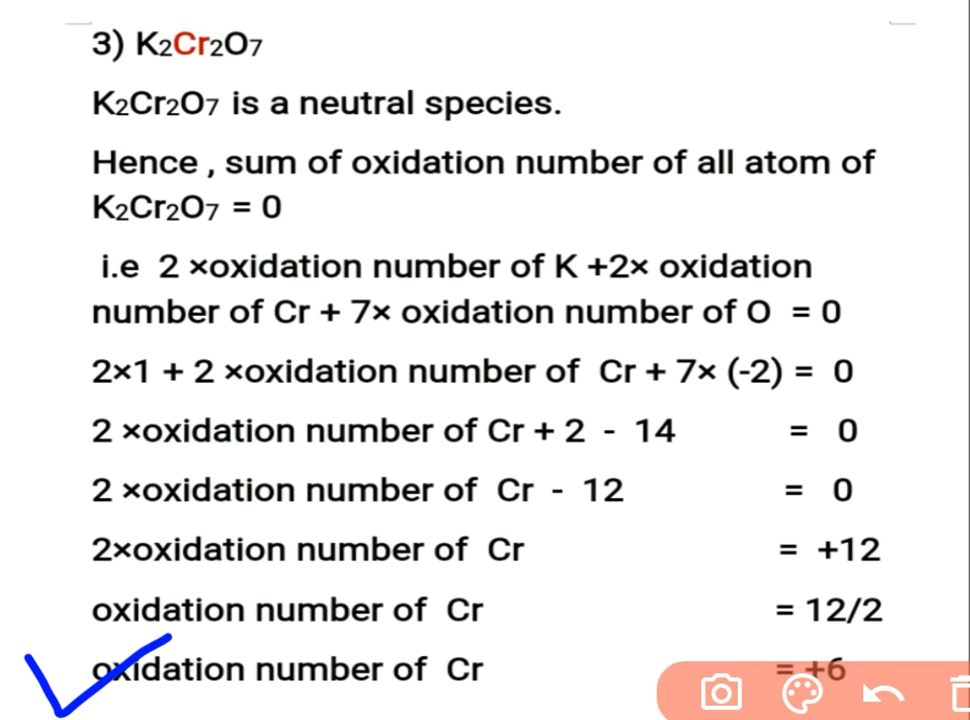 3) K2Cr2O7
K2Cr2O7 is a neutral species.
Hence , sum of oxidation number of all atom of
K2Cr2O7 = 0
i.e 2 ×oxidation number of K +2× oxidation
number of Cr + 7× oxidation number of O = 0
2×1 + 2 ×oxidation number of Cr + 7× (-2) = 0
2 ×oxidation number of Cr + 2 - 14 = 0
2 ×oxidation number of Cr - 12 = 0
2×oxidation number of Cr = +12
oxidation number of Cr = 12/2
oxidation number of Cr = +6